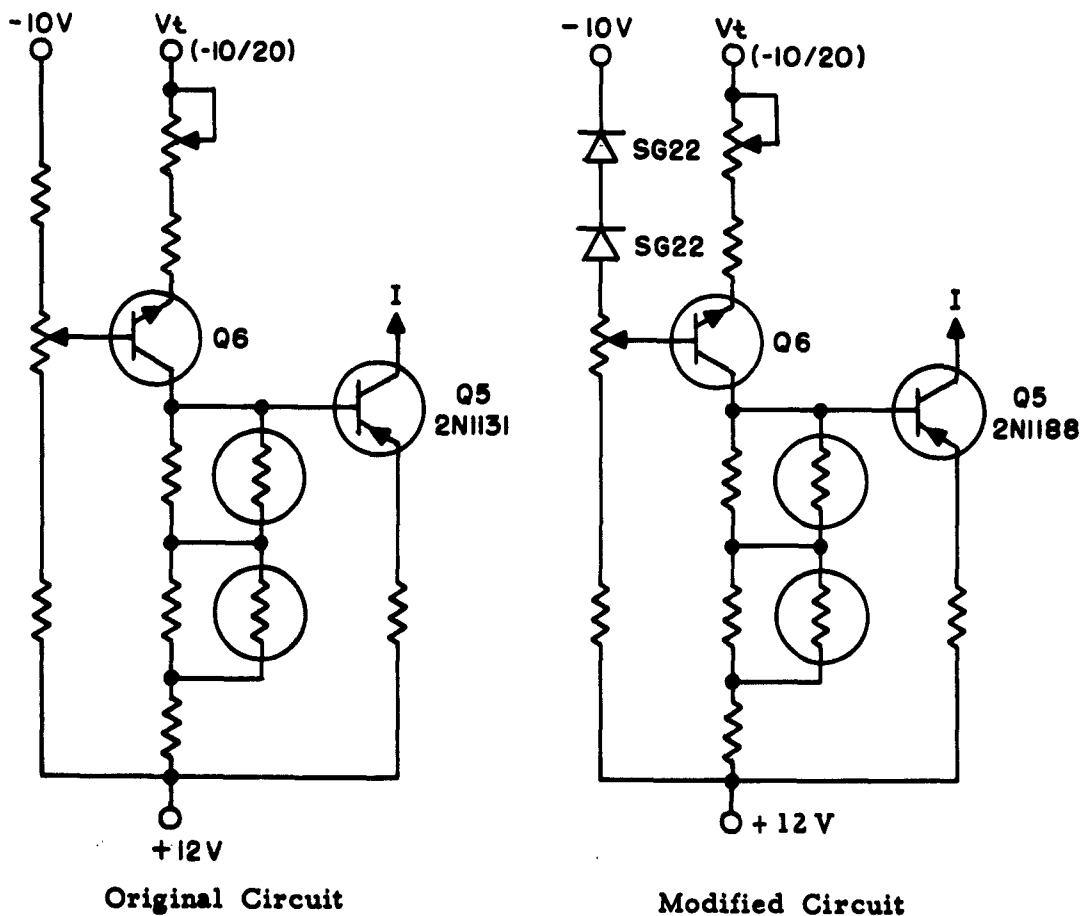 -10V
Vt
(-10/20)
I
Q6
Q5
2N1131
+12V
Original Circuit
-10V
Vt
(-10/20)
SG22
SG22
I
Q6
Q5
2N1188
+12V
Modified Circuit